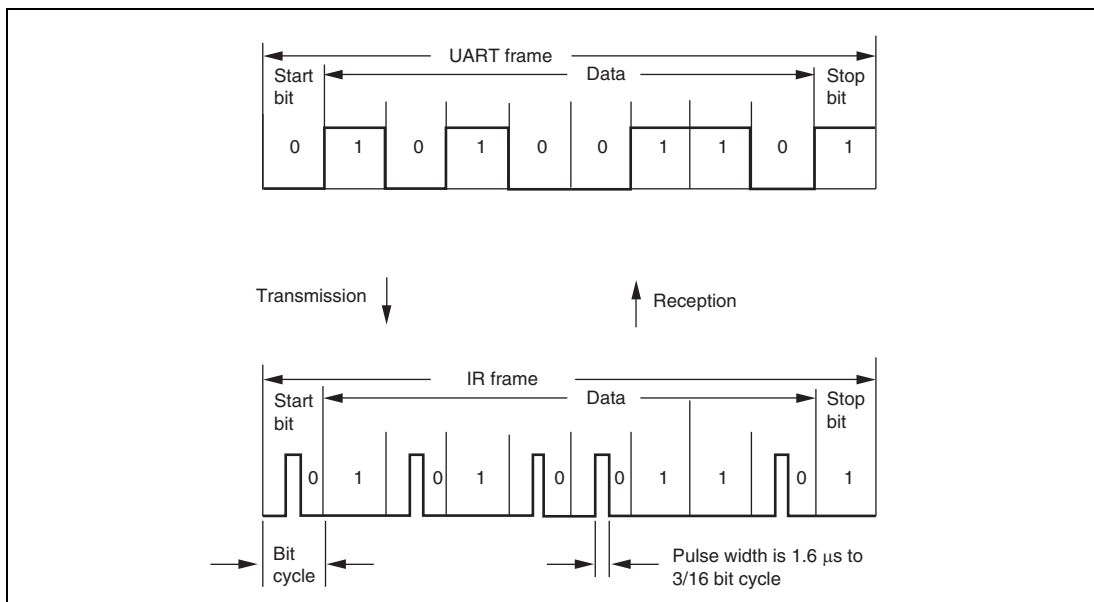 UART frame
Start bit
Data
Stop bit
0 1 0 1 0 0 1 1 0 1
Transmission
Reception
IR frame
Start bit
Data
Stop bit
0 1 0 1 0 0 1 1 0 1
Bit cycle
Pulse width is 1.6 μs to
3/16 bit cycle